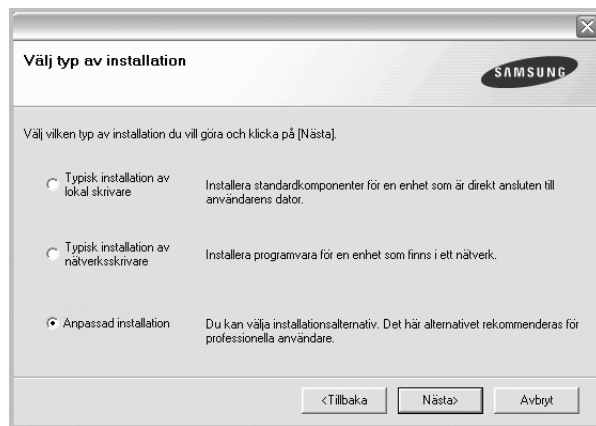 Välj typ av installation
SAMSUNG
Välj vilken typ av installation du vill göra och klicka på [Nästa].
Typisk installation av
lokal skrivare
Installera standardkomponenter för en enhet som är direkt ansluten till
användarens dator.
Typisk installation av
nätverksskrivare
Installera programvara för en enhet som finns i ett nätverk.
Anpassad installation
Du kan välja installationsalternativ. Det här alternativet rekommenderas för
professionella användare.
<Tillbaka
Nästa>
Avbryt